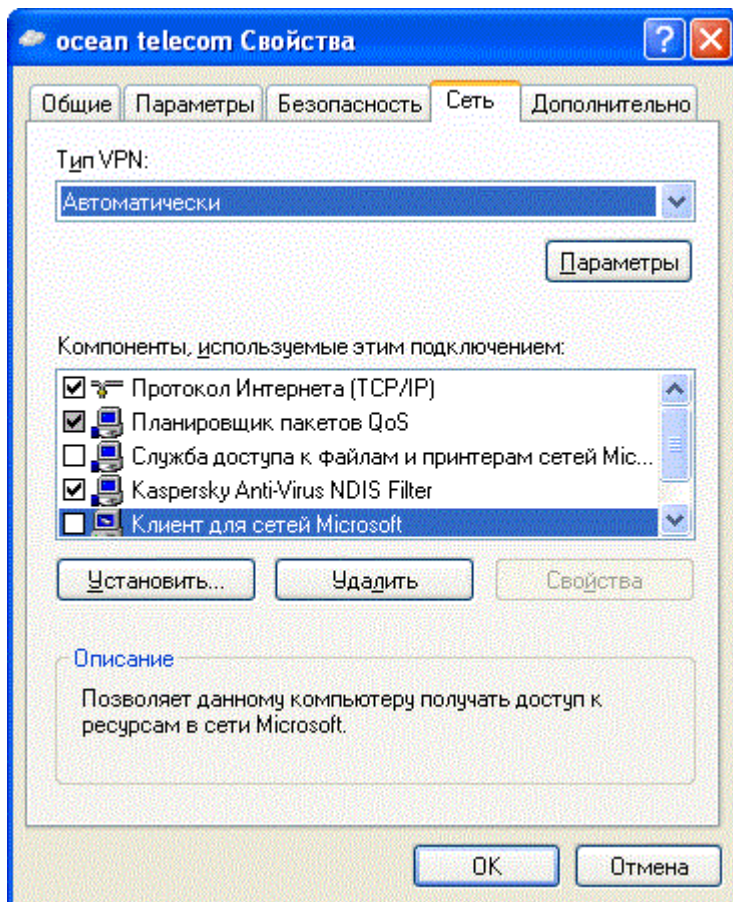 ocean telecom Свойства
Общие Параметры Безопасность Сеть Дополнительно
Тип VPN:
Автоматически
Параметры
Компоненты, используемые этим подключением:
Протокол Интернета (TCP/IP)
Планировщик пакетов QoS
Служба доступа к файлам и принтерам сетей Mic...
Kaspersky Anti-Virus NDIS Filter
Клиент для сетей Microsoft
Установить... Удалить Свойства
Описание
Позволяет данному компьютеру получать доступ к
ресурсам в сети Microsoft.
OK Отмена